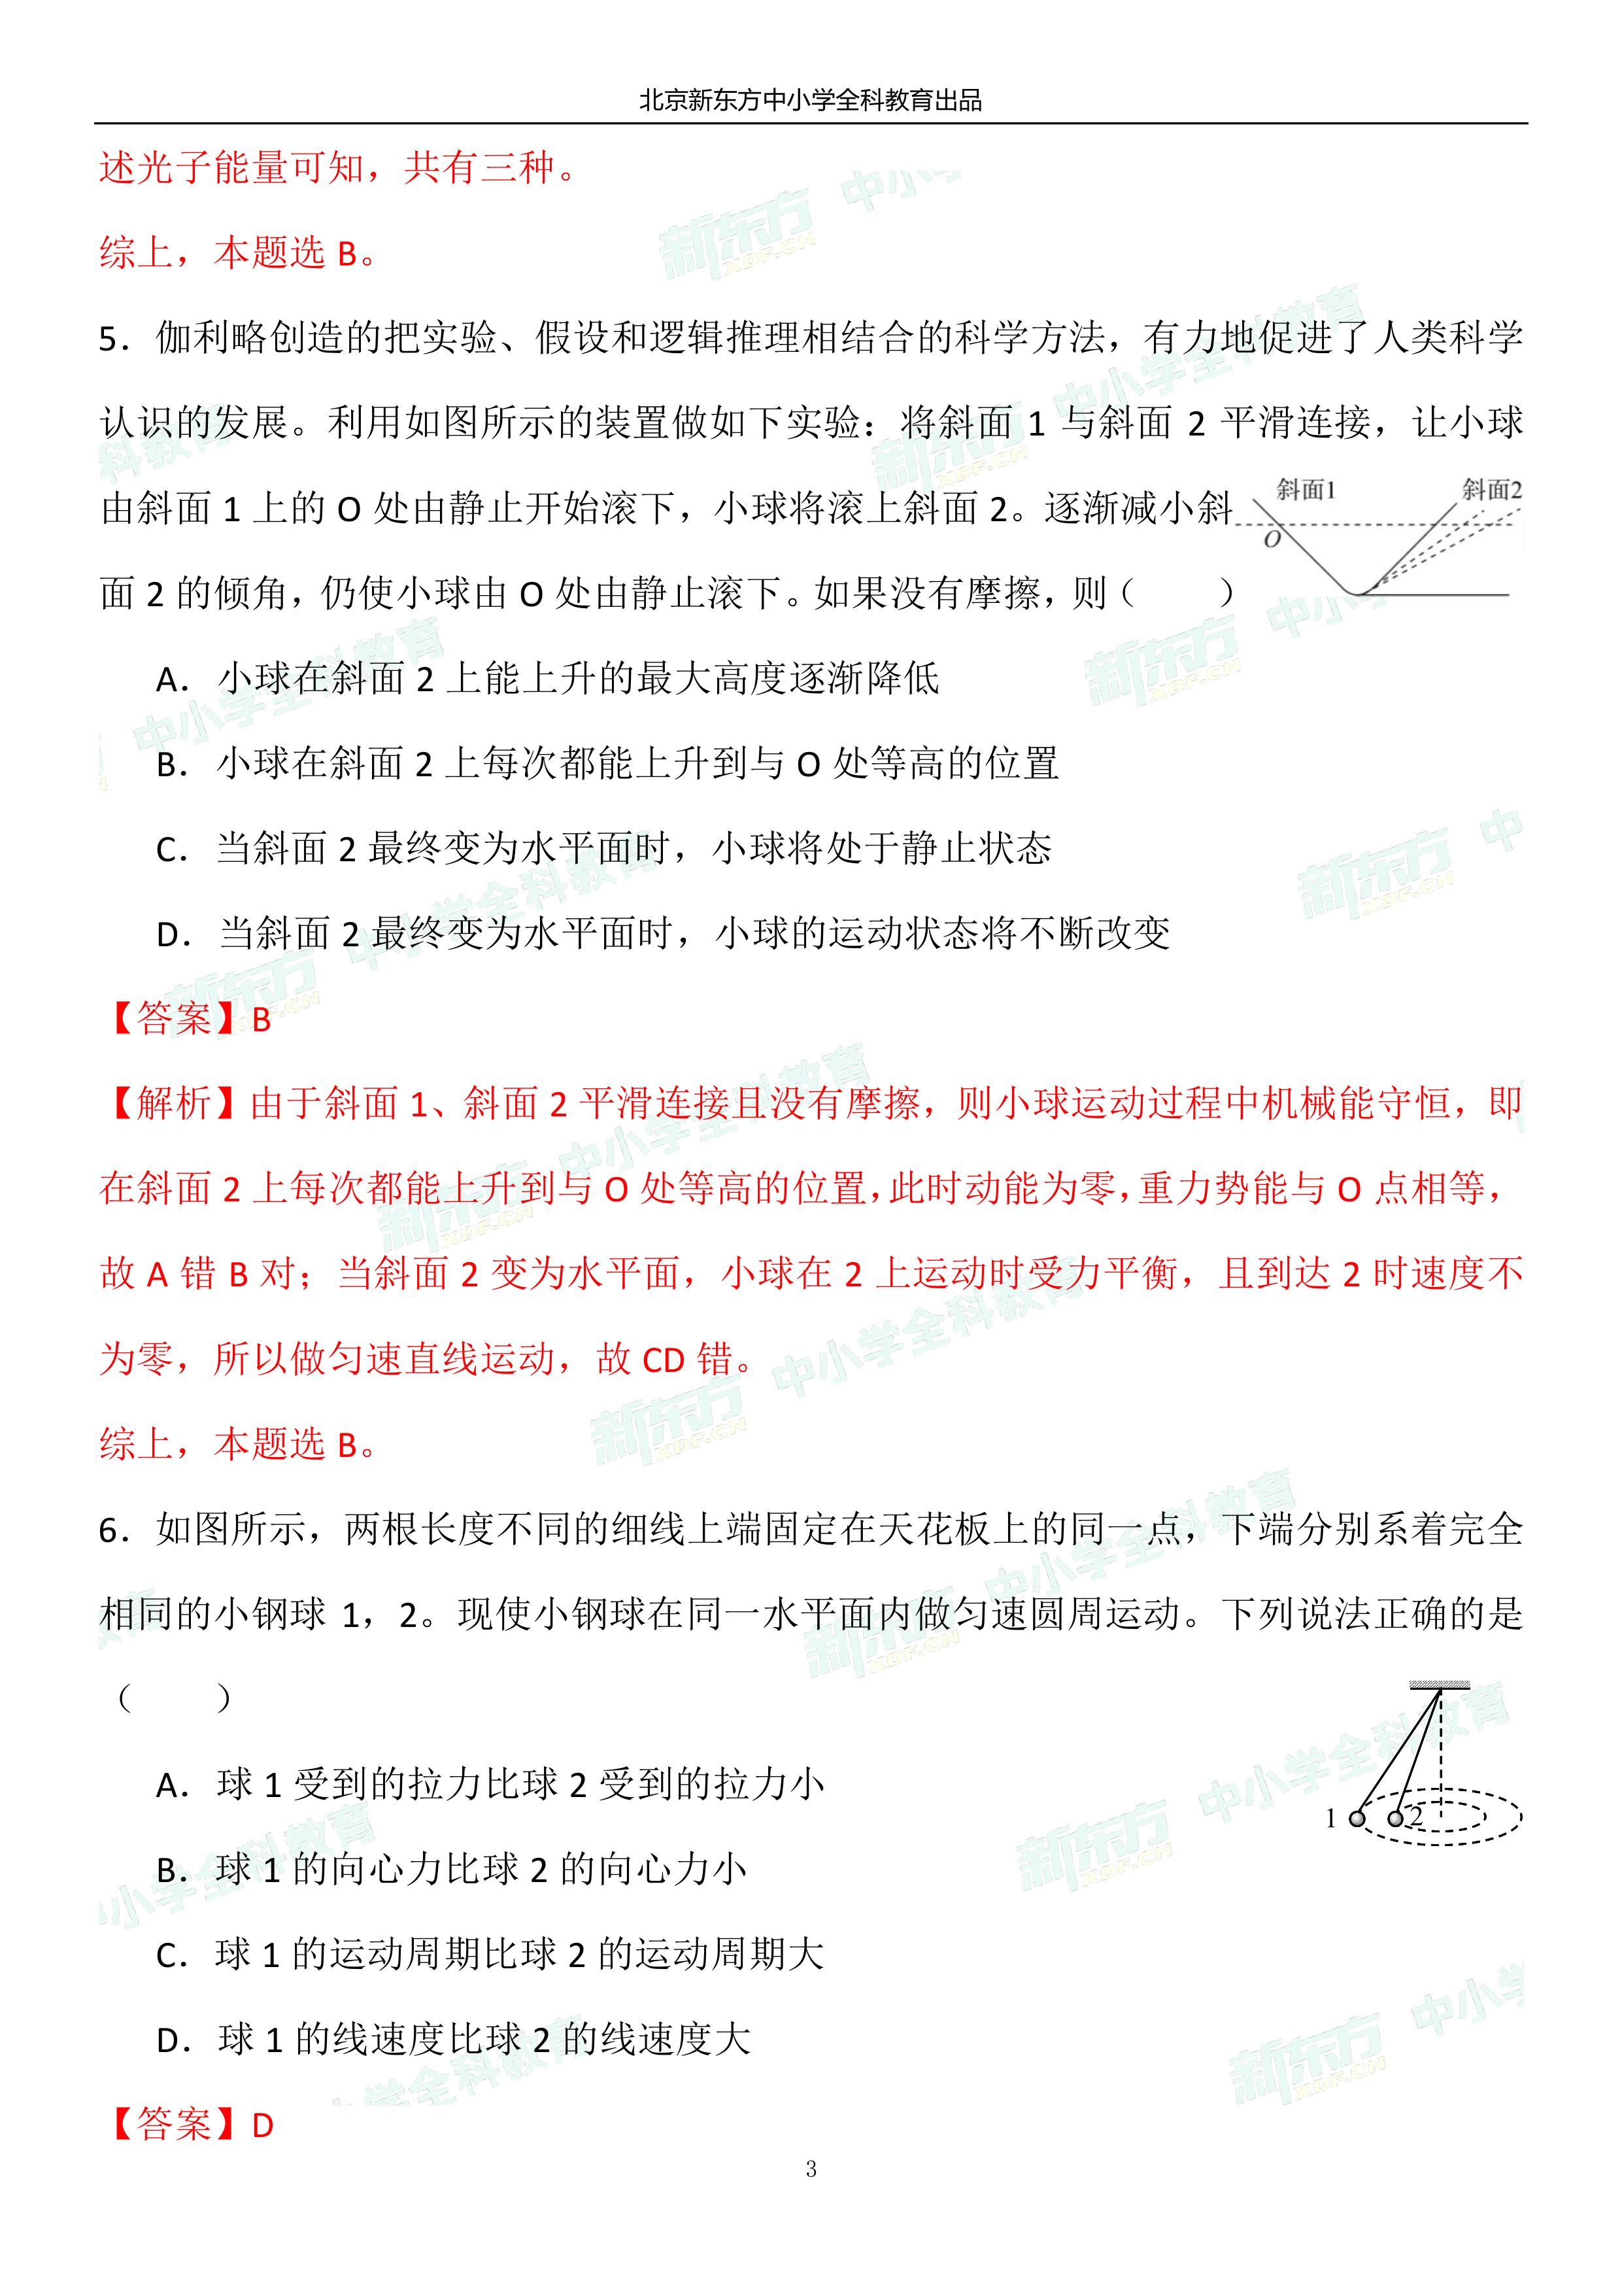 北京新东方中小学全科教育出品
述光子能量可知，共有三种。
综上，本题选 B。
5．伽利略创造的把实验、假设和逻辑推理相结合的科学方法，有力地促进了人类科学
认识的发展。利用如图所示的装置做如下实验：将斜面 1 与斜面 2 平滑连接，让小球
由斜面 1 上的 O 处由静止开始滚下，小球将滚上斜面 2。逐渐减小斜
斜面1
斜面2
O
面 2 的倾角，仍使小球由 O 处由静止滚下。如果没有摩擦，则（　　）
A．小球在斜面 2 上能上升的最大高度逐渐降低
B．小球在斜面 2 上每次都能上升到与 O 处等高的位置
C．当斜面 2 最终变为水平面时，小球将处于静止状态
D．当斜面 2 最终变为水平面时，小球的运动状态将不断改变
【答案】B
【解析】由于斜面 1、斜面 2 平滑连接且没有摩擦，则小球运动过程中机械能守恒，即
在斜面 2 上每次都能上升到与 O 处等高的位置，此时动能为零，重力势能与 O 点相等，
故 A 错 B 对；当斜面 2 变为水平面，小球在 2 上运动时受力平衡，且到达 2 时速度不
为零，所以做匀速直线运动，故 CD 错。
综上，本题选 B。
6．如图所示，两根长度不同的细线上端固定在天花板上的同一点，下端分别系着完全
相同的小钢球 1，2。现使小钢球在同一水平面内做匀速圆周运动。下列说法正确的是
（　　）
A．球 1 受到的拉力比球 2 受到的拉力小
1
2
B．球 1 的向心力比球 2 的向心力小
C．球 1 的运动周期比球 2 的运动周期大
D．球 1 的线速度比球 2 的线速度大
【答案】D
3
新东方 XDF.CN 中小学全科教育